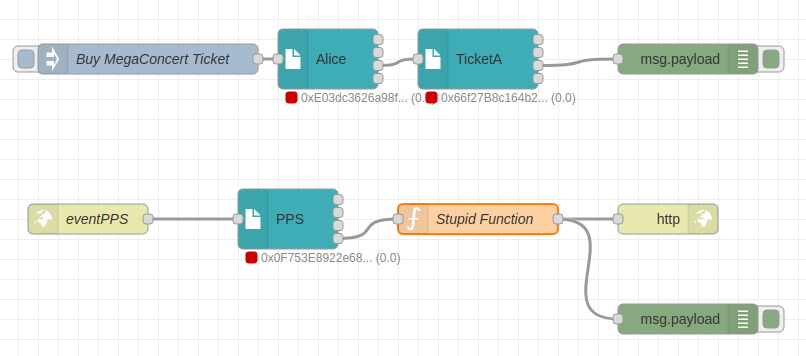 Buy MegaConcert Ticket
Alice
TicketA
msg.payload
0xE03dc3626a98f... (0.
0x66f27B8c164b2... (0.0)
eventPPS
PPS
Stupid Function
http
0x0F753E8922e68... (0.0)
msg.payload